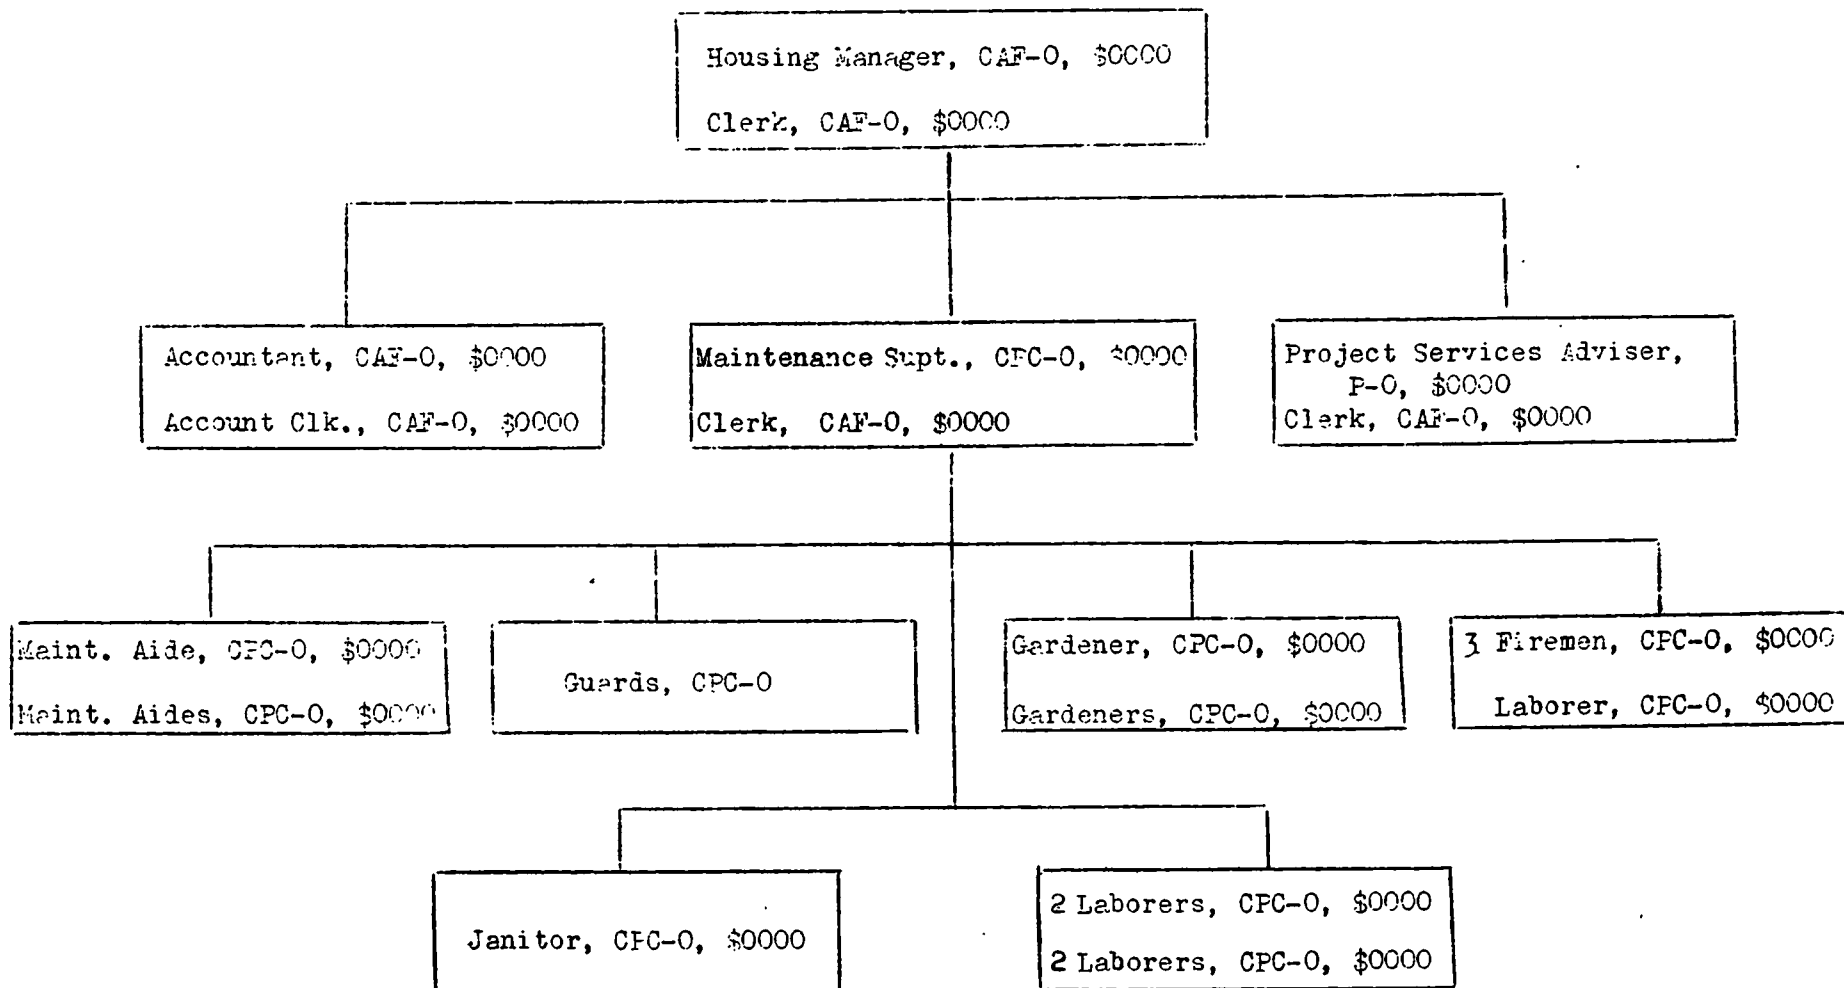 Housing Manager, CAF-0, $0000
Clerk, CAF-0, $0000
Accountant, CAF-0, $0000
Account Clk., CAF-0, $0000
Maintenance Supt., CPC-0, $0000
Clerk, CAF-0, $0000
Project Services Adviser,
P-0, $0000
Clerk, CAF-0, $0000
Maint. Aide, CPC-0, $0000
Maint. Aides, CPC-0, $0000
Guards, CPC-0
Gardener, CPC-0, $0000
Gardeners, CPC-0, $0000
3 Firemen, CPC-0, $0000
Laborer, CPC-0, $0000
Janitor, CPC-0, $0000
2 Laborers, CPC-0, $0000
2 Laborers, CPC-0, $0000